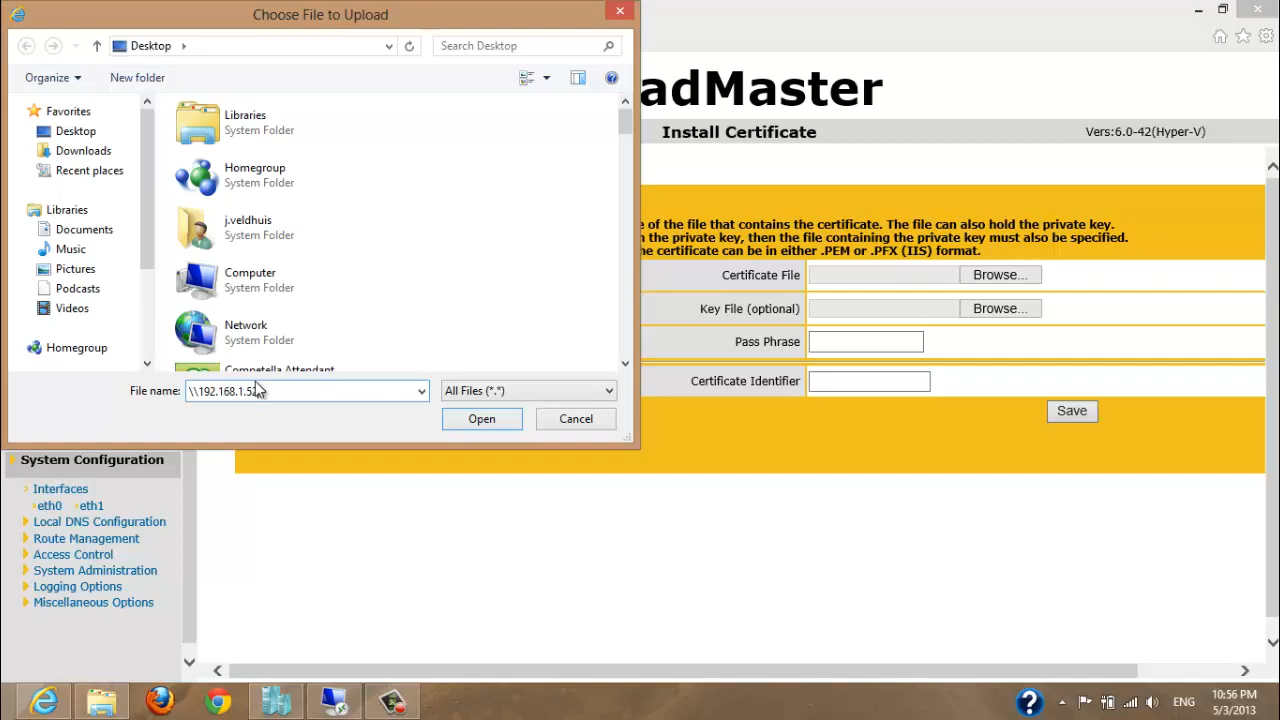 Choose File to Upload
Desktop
Search Desktop
Organize
New folder
Favorites
Desktop
Downloads
Recent places
Libraries
Documents
Music
Pictures
Podcasts
Videos
Homegroup
Libraries
System Folder
Homegroup
System Folder
j.veldhuis
System Folder
Computer
System Folder
Network
System Folder
Competella Attendant
File name:
\\192.168.1.52
All Files (*.*)
Open
Cancel
adMaster
Install Certificate
Vers:6.0-42(Hyper-V)
e of the file that contains the certificate. The file can also hold the private key.
the private key, then the file containing the private key must also be specified.
e certificate can be in either .PEM or .PFX (IIS) format.
Certificate File
Browse...
Key File (optional)
Browse...
Pass Phrase
Certificate Identifier
Save
System Configuration
Interfaces
eth0 eth1
Local DNS Configuration
Route Management
Access Control
System Administration
Logging Options
Miscellaneous Options
ENG
10:56 PM
5/3/2013